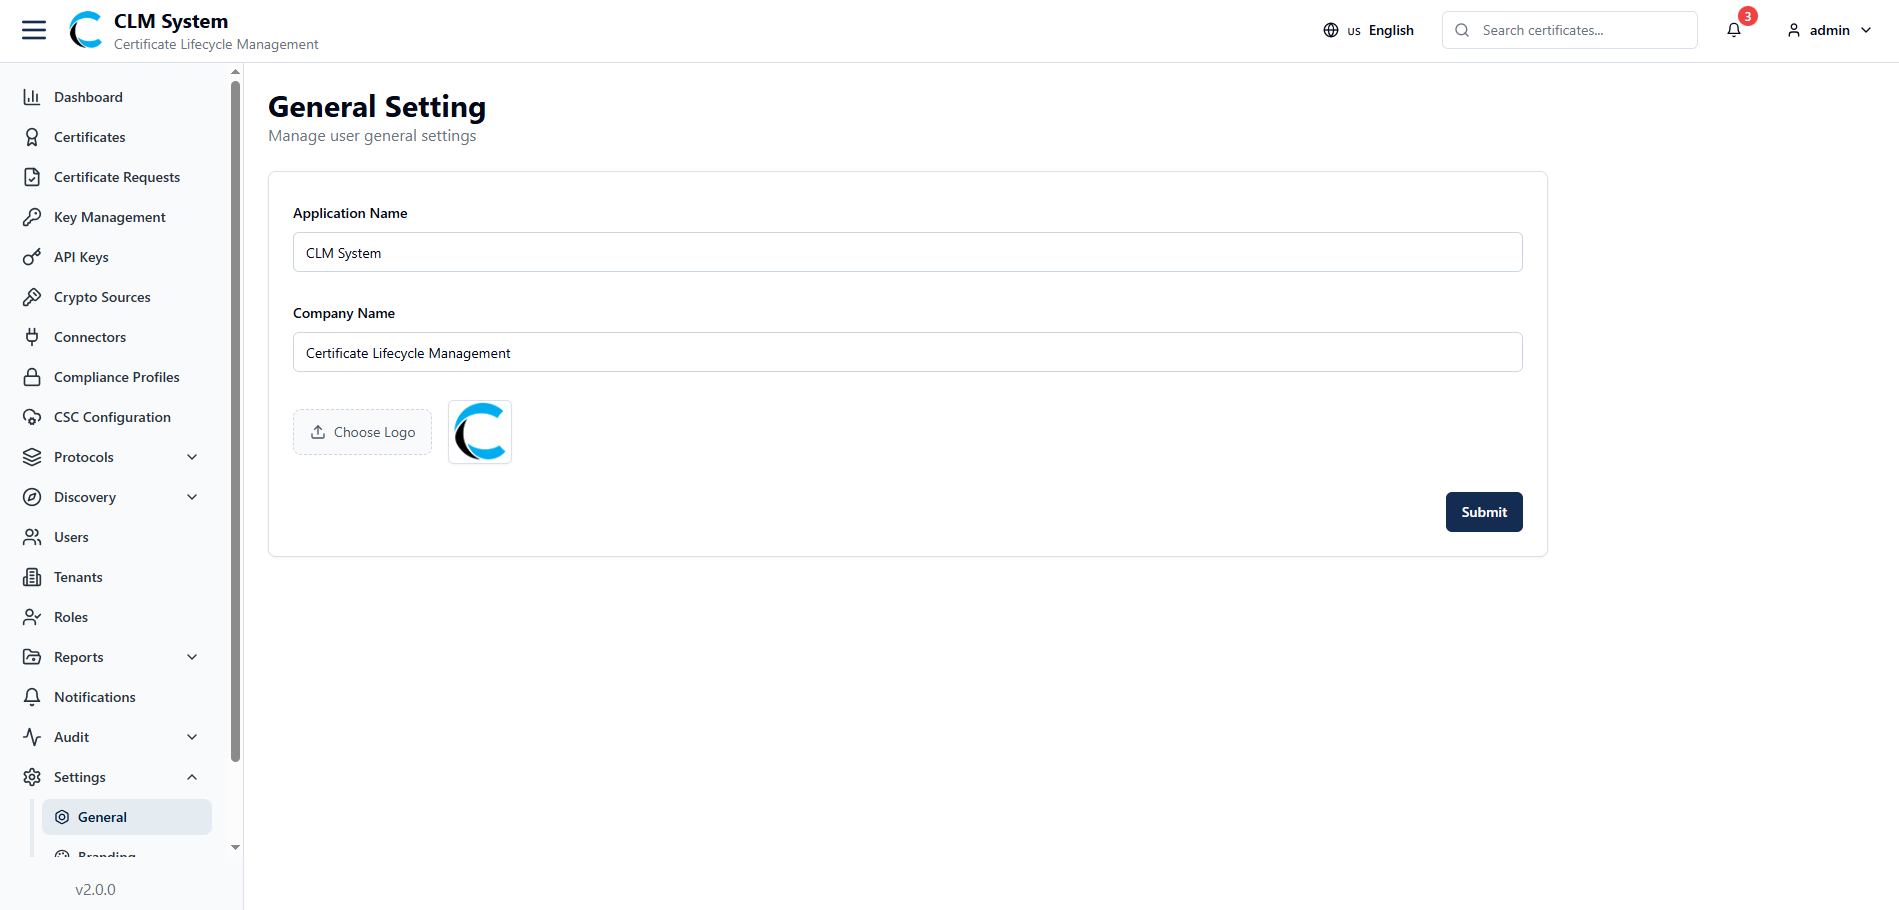 CLM System
Certificate Lifecycle Management
us English
Search certificates...
3
admin
Dashboard
Certificates
Certificate Requests
Key Management
API Keys
Crypto Sources
Connectors
Compliance Profiles
CSC Configuration
Protocols
Discovery
Users
Tenants
Roles
Reports
Notifications
Audit
Settings
General
Branding
v2.0.0
General Setting
Manage user general settings
Application Name
CLM System
Company Name
Certificate Lifecycle Management
Choose Logo
Submit